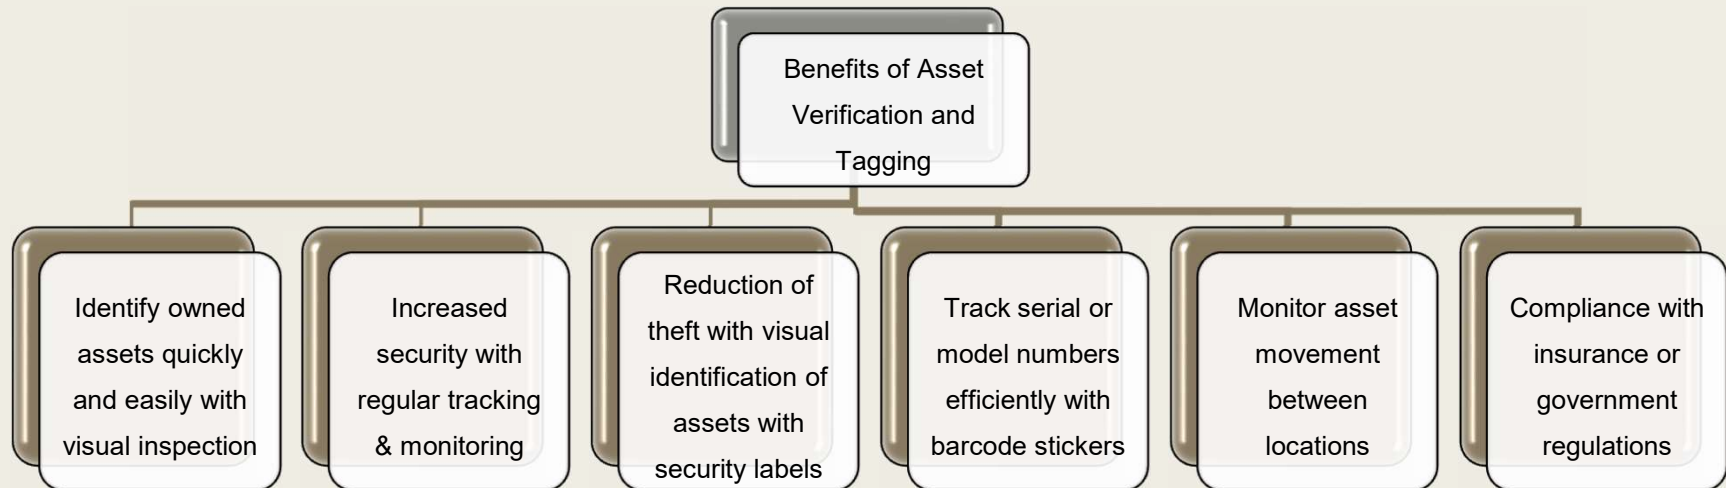 Benefits of Asset
Verification and
Tagging
Identify owned
assets quickly
and easily with
visual inspection
Increased
security with
regular tracking
& monitoring
Reduction of
theft with visual
identification of
assets with
security labels
Track serial or
model numbers
efficiently with
barcode stickers
Monitor asset
movement
between
locations
Compliance with
insurance or
government
regulations